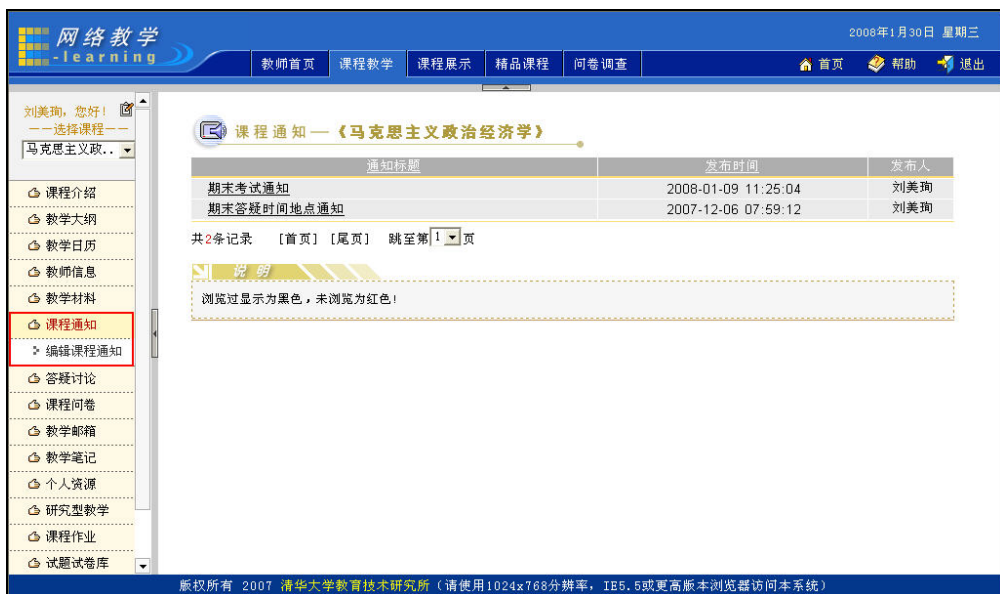 网络教学
-learning
2008年1月30日 星期三
教师首页 课程教学 课程展示 精品课程 问卷调查 首页 帮助 退出
刘美珣，您好！
——选择课程——
马克思主义政..
课程介绍
教学大纲
教学日历
教师信息
教学材料
课程通知
编辑课程通知
答疑讨论
课程问卷
教学邮箱
教学笔记
个人资源
研究型教学
课程作业
试题试卷库
课程通知—《马克思主义政治经济学》
通知标题 发布时间 发布人
期末考试通知 2008-01-09 11:25:04 刘美珣
期末答疑时间地点通知 2007-12-06 07:59:12 刘美珣
共2条记录 [首页] [尾页] 跳至第1页
说明
浏览过显示为黑色，未浏览为红色!
版权所有 2007 清华大学教育技术研究所（请使用1024x768分辨率，IE5.5或更高版本浏览器访问本系统）